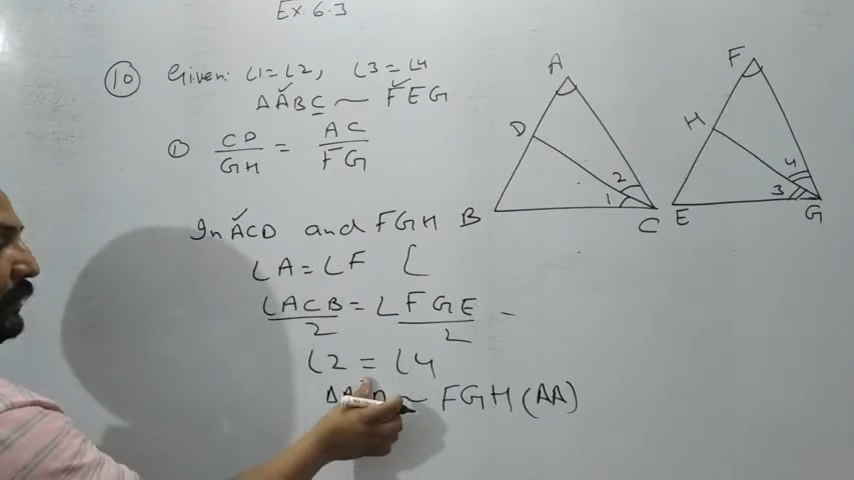 Ex. 6.3
(10) Given: ∠1 = ∠2, ∠3 = ∠4
ΔABC ~ FEG
① CD/GH = AC/FG
In ACD and FGH
∠A = ∠F [
∠ACB/2 = ∠FGE/2 -
∠2 = ∠4
~ FGH (AA)
A
D
B
C
1
2
F
H
E
G
3
4